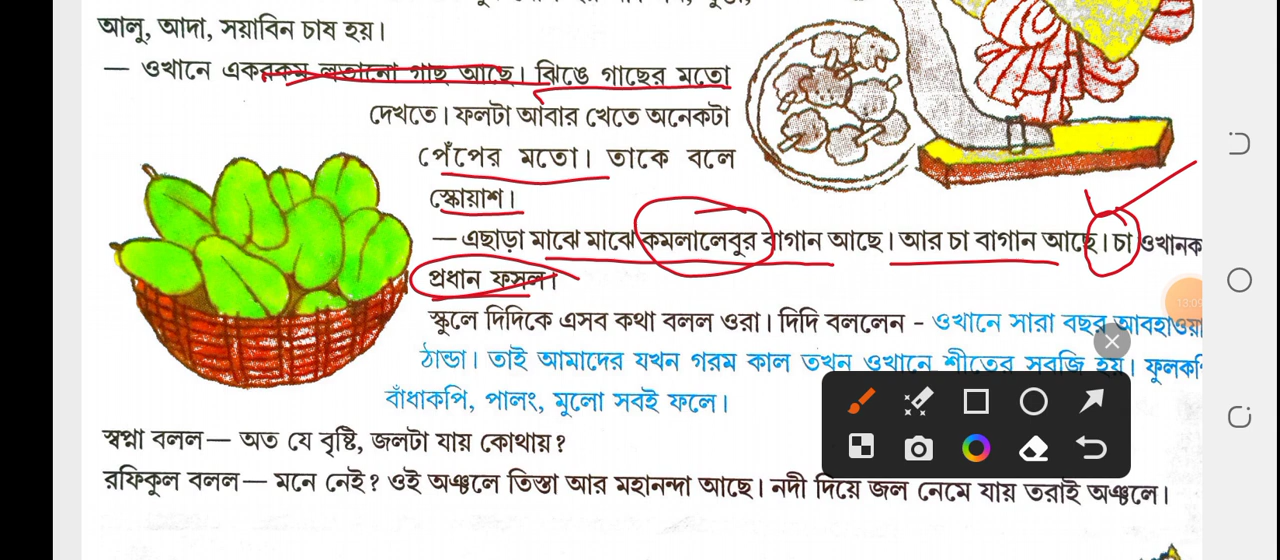 আলু, আদা, সয়াবিন চাষ হয়।
— ওখানে একরকম লতানো গাছ আছে। ঝিঙে গাছের মতো
দেখতে। ফলটা আবার খেতে অনেকটা
পেঁপের মতো। তাকে বলে
স্কোয়াশ।
— এছাড়া মাঝে মাঝে কমলালেবুর বাগান আছে। আর চা বাগান আছে। চা ওখানক
প্রধান ফসল।
স্কুলে দিদিকে এসব কথা বলল ওরা। দিদি বললেন - ওখানে সারা বছর আবহাওয়া
ঠান্ডা। তাই আমাদের যখন গরম কাল তখন ওখানে শীতের সবজি হয়। ফুলকপি
বাঁধাকপি, পালং, মুলো সবই ফলে।
স্বপ্না বলল— অত যে বৃষ্টি, জলটা যায় কোথায়?
রফিকুল বলল— মনে নেই? ওই অঞ্চলে তিস্তা আর মহানন্দা আছে। নদী দিয়ে জল নেমে যায় তরাই অঞ্চলে।
13:09